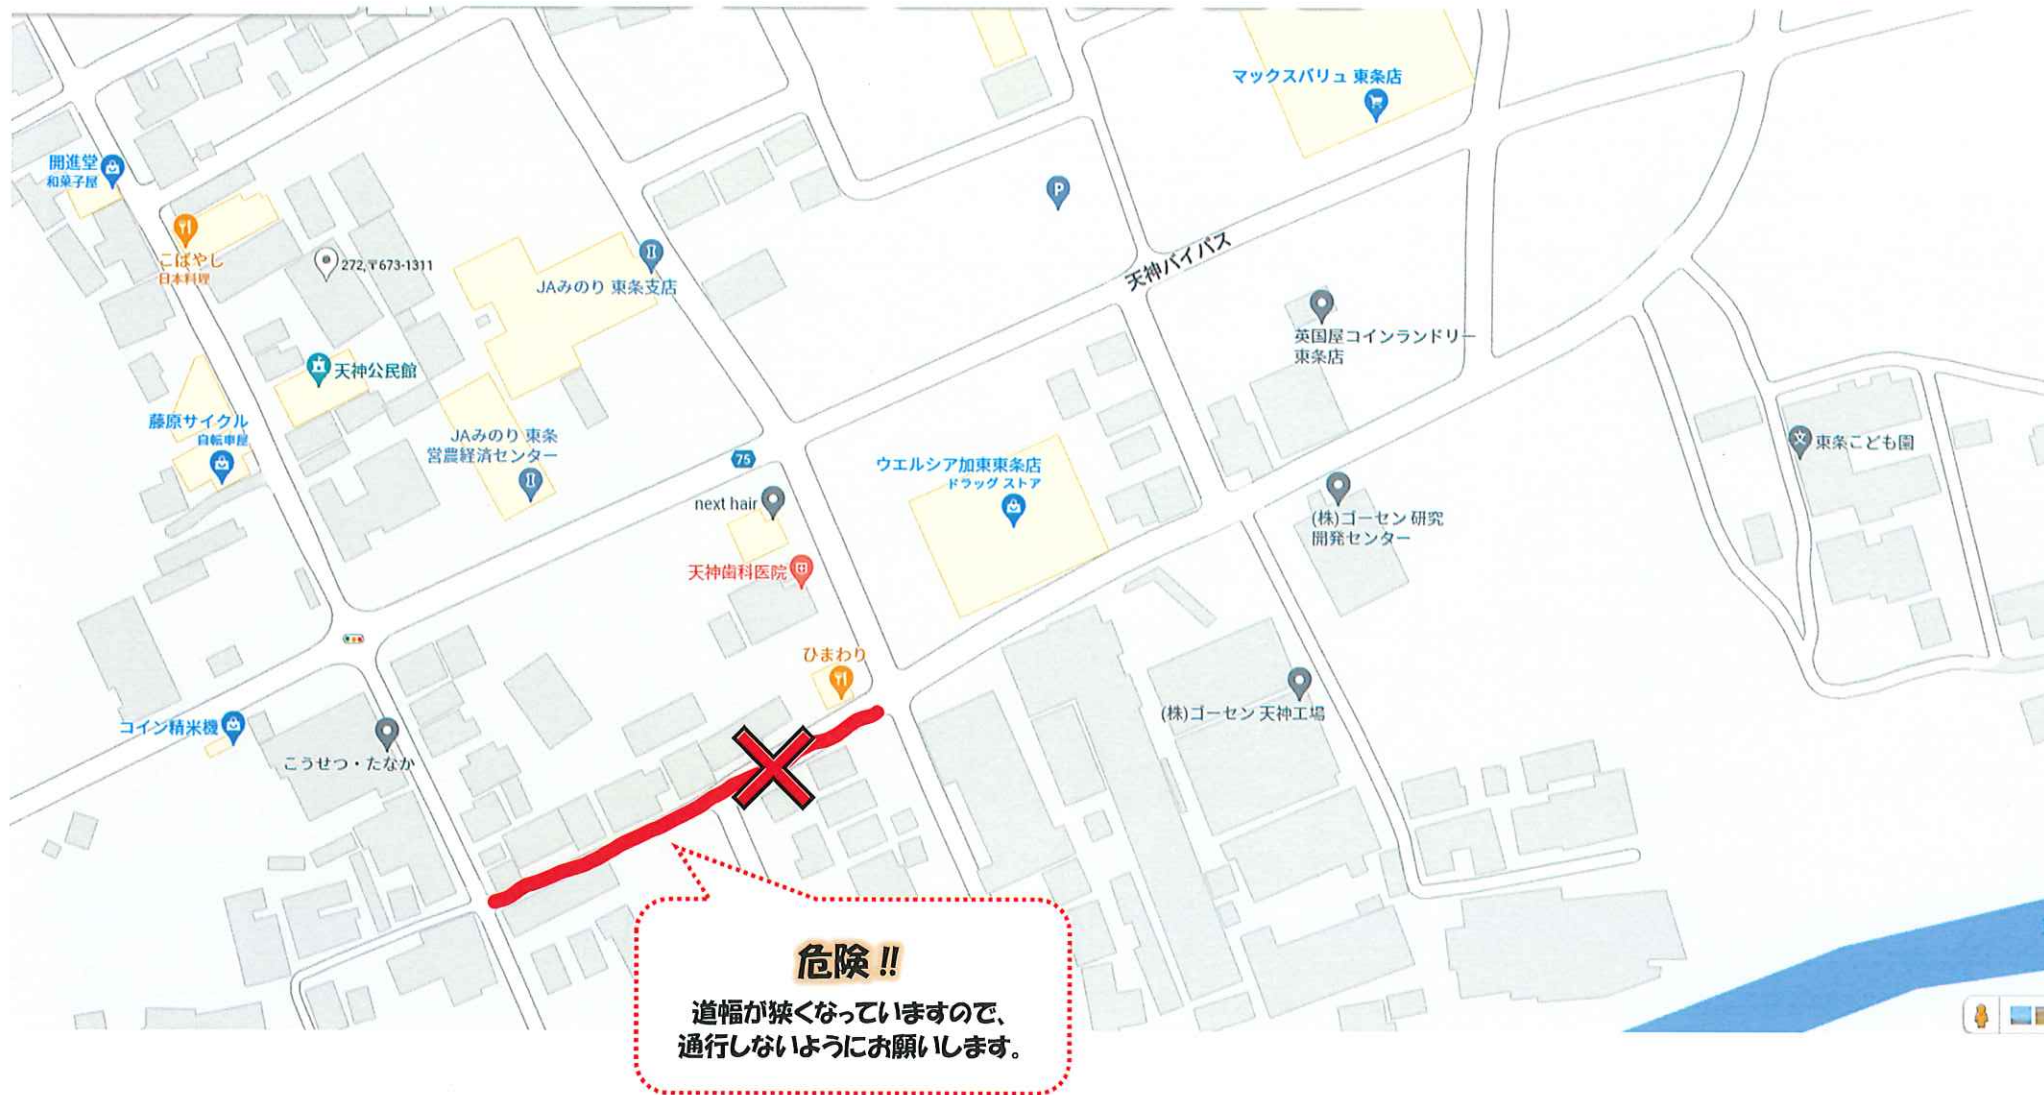 マックスバリュ 東条店
開進堂
和菓子屋
こばやし
日本料理
272,〒673-1311
JAみのり 東条支店
P
天神バイパス
英国屋コインランドリー
東条店
天神公民館
藤原サイクル
自転車屋
JAみのり 東条
営農経済センター
75
東条こども園
文
ウエルシア加東東条店
ドラッグ ストア
next hair
(株)ゴーセン 研究
開発センター
天神歯科医院
ひまわり
(株)ゴーセン 天神工場
コイン精米機
こうせつ・たなか
危険!!
道幅が狭くなっていますので、
通行しないようにお願いします。